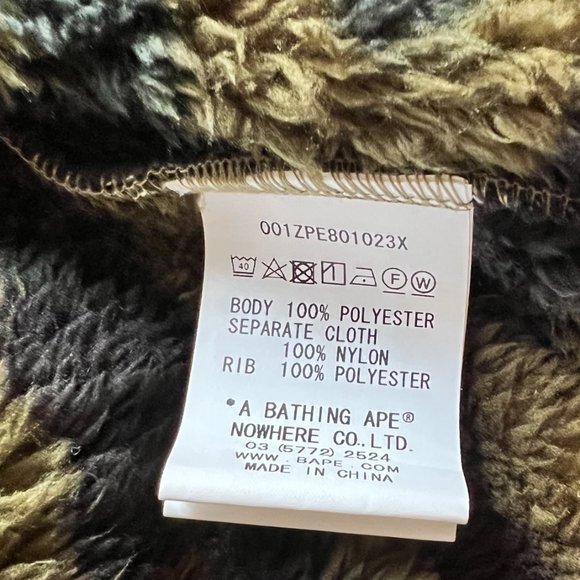 001ZPE801023X
40 F W
BODY 100% POLYESTER
SEPARATE CLOTH
100% NYLON
RIB 100% POLYESTER
*A BATHING APE®
NOWHERE CO.,LTD.
03 (5772) 2524
WWW.BAPE.COM
MADE IN CHINA